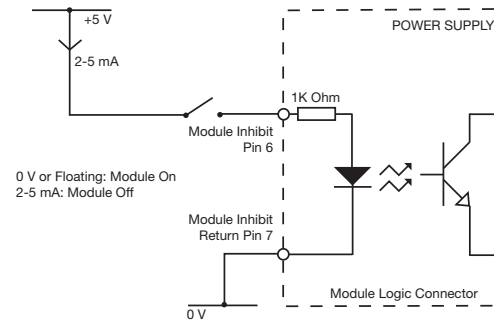 +5 V
POWER SUPPLY
2-5 mA
1K Ohm
Module Inhibit
Pin 6
0 V or Floating: Module On
2-5 mA: Module Off
Module Inhibit
Return Pin 7
Module Logic Connector
0 V